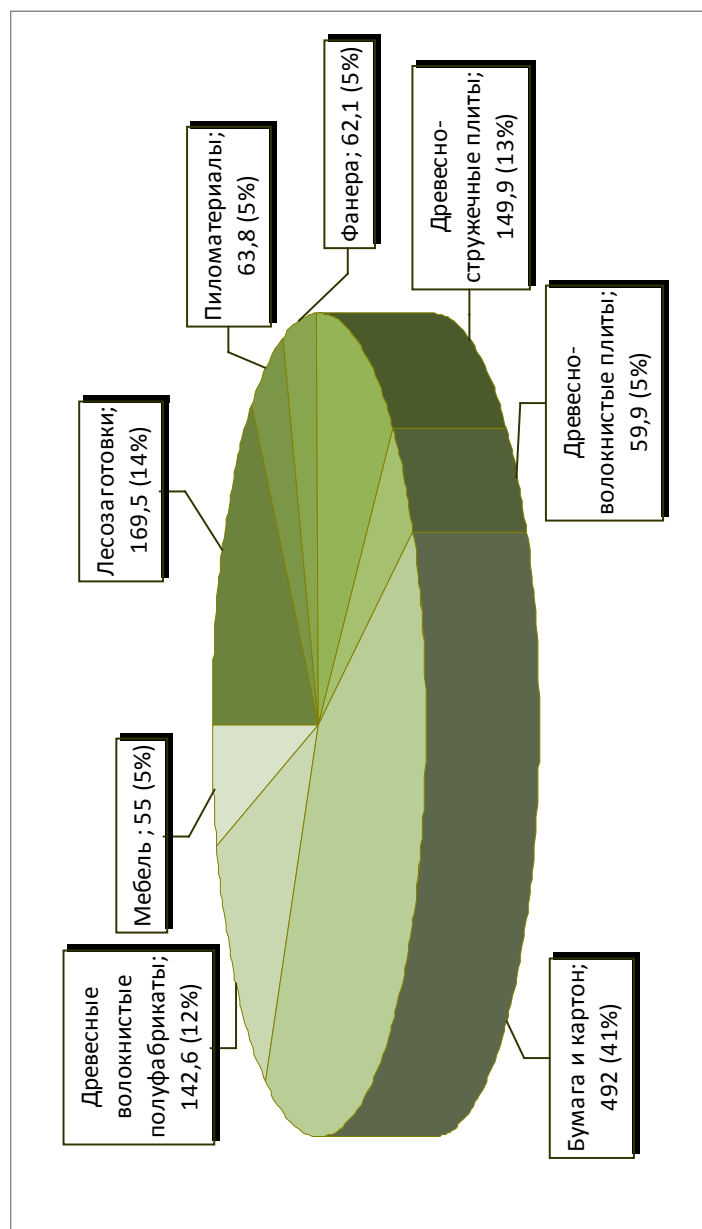 Лесозаготовки;
169,5 (14%)
Пиломатериалы;
63,8 (5%)
Фанера; 62,1 (5%)
Древесно-
стружечные плиты;
149,9 (13%)
Древесно-
волокнистые плиты;
59,9 (5%)
Бумага и картон;
492 (41%)
Древесные
волокнистые
полуфабрикаты;
142,6 (12%)
Мебель ; 55 (5%)